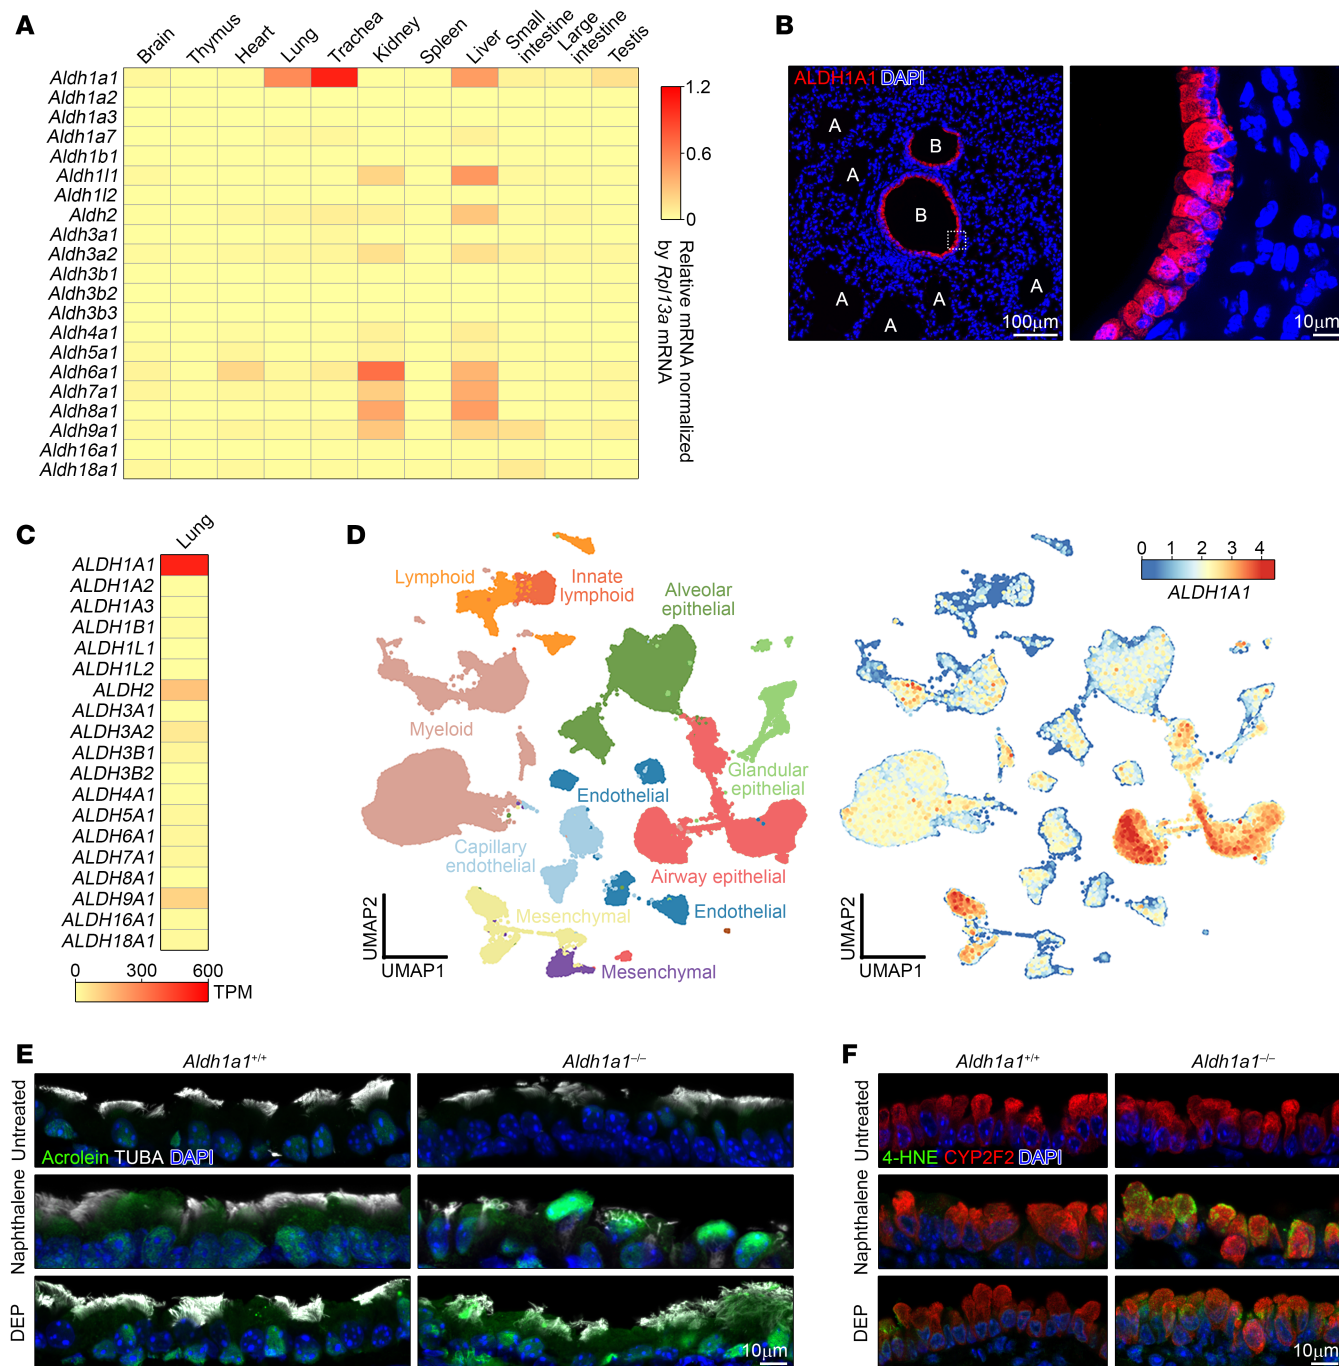 A
Brain
Thymus
Heart
Lung
Trachea
Kidney
Spleen
Liver
Small
intestine
Large
intestine
Testis
Aldh1a1
Aldh1a2
Aldh1a3
Aldh1a7
Aldh1b1
Aldh1l1
Aldh1l2
Aldh2
Aldh3a1
Aldh3a2
Aldh3b1
Aldh3b2
Aldh3b3
Aldh4a1
Aldh5a1
Aldh6a1
Aldh7a1
Aldh8a1
Aldh9a1
Aldh16a1
Aldh18a1
1.2
0.6
0
Relative mRNA normalized
by Rpl13a mRNA
B
ALDH1A1 DAPI
A
B
A
B
A
A
A
A
100µm
10µm
C
Lung
ALDH1A1
ALDH1A2
ALDH1A3
ALDH1B1
ALDH1L1
ALDH1L2
ALDH2
ALDH3A1
ALDH3A2
ALDH3B1
ALDH3B2
ALDH4A1
ALDH5A1
ALDH6A1
ALDH7A1
ALDH8A1
ALDH9A1
ALDH16A1
ALDH18A1
0 300 600
TPM
D
Lymphoid
Innate
lymphoid
Alveolar
epithelial
Myeloid
Glandular
epithelial
Endothelial
Capillary
endothelial
Airway epithelial
Mesenchymal
Endothelial
Mesenchymal
UMAP2
UMAP1
0 1 2 3 4
ALDH1A1
UMAP2
UMAP1
E
Aldh1a1+/+
Aldh1a1–/–
Untreated
Acrolein TUBA DAPI
Naphthalene
DEP
10µm
F
Aldh1a1+/+
Aldh1a1–/–
Untreated
4-HNE CYP2F2 DAPI
Naphthalene
DEP
10µm